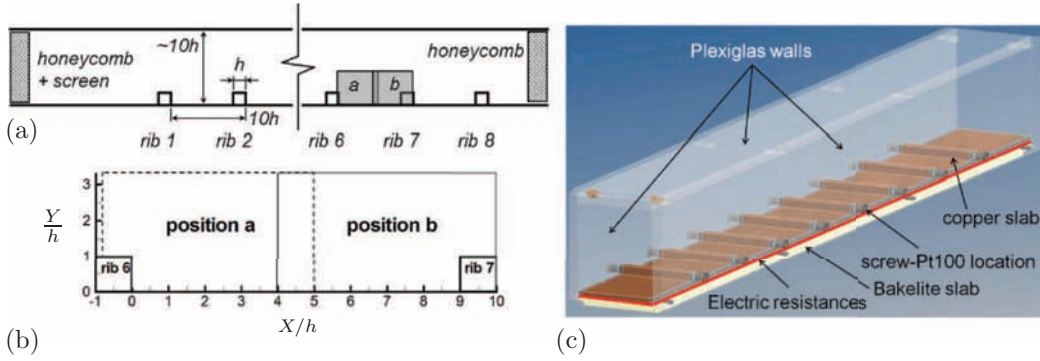 honeycomb
+ screen
~10h
h
a
b
honeycomb
10h
(a)
rib 1
rib 2
rib 6
rib 7
rib 8
Y
h
3
2
1
0
position a
position b
rib 6
rib 7
-1
0
1
2
3
4
5
6
7
8
9
10
X/h
(b)
Plexiglas walls
copper slab
screw-Pt100 location
Bakelite slab
Electric resistances
(c)